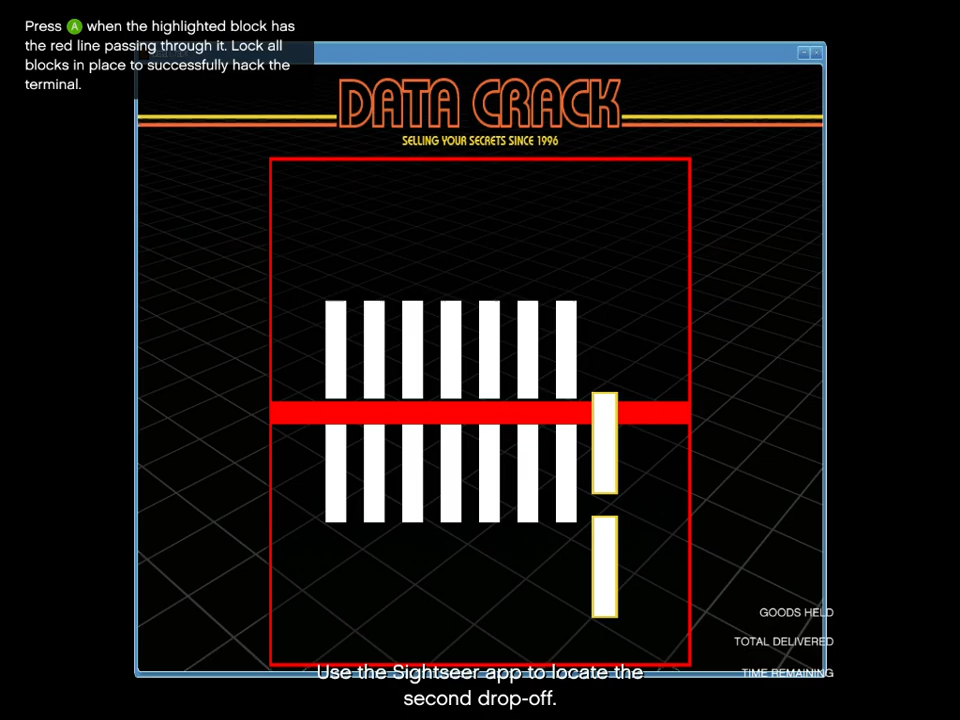 Press A when the highlighted block has
the red line passing through it. Lock all
blocks in place to successfully hack the
terminal.
DATA CRACK
SELLING YOUR SECRETS SINCE 1996
GOODS HELD
TOTAL DELIVERED
TIME REMAINING
Use the Sightseer app to locate the
second drop-off.